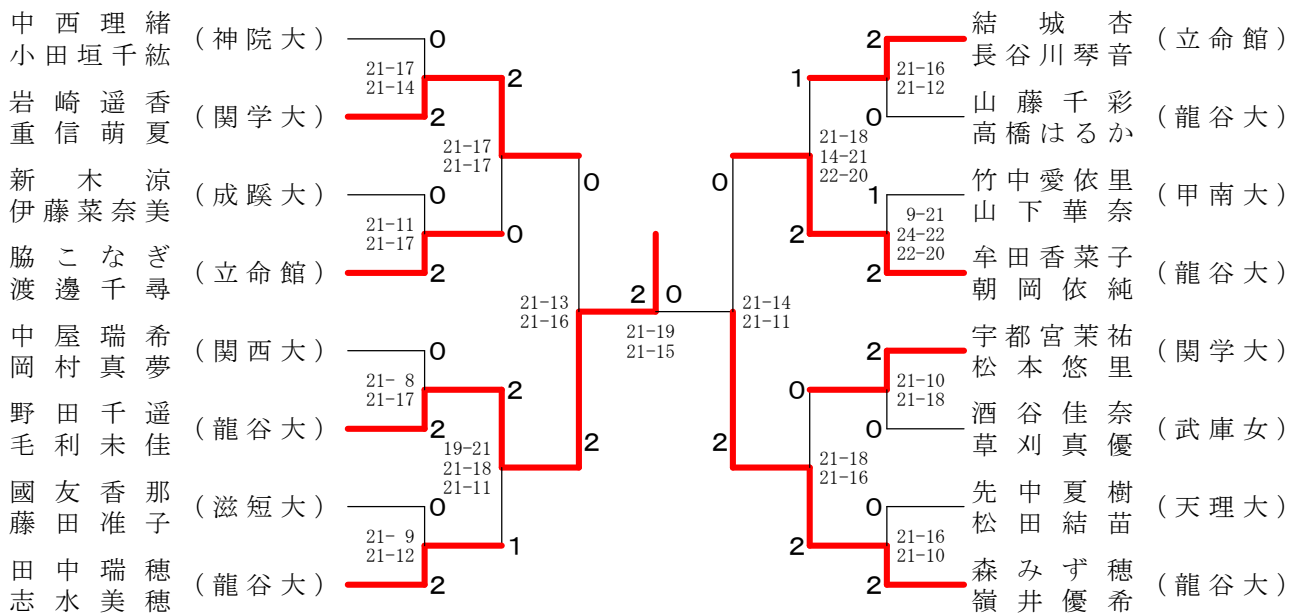 中西理緒
小田垣千紘
(神院大)
0
21-17
21-14
岩崎遥香
重信萌夏
(関学大)
2
2
21-17
21-17
新木涼
伊藤菜奈美
(成蹊大)
0
21-11
21-17
0
脇こなぎ
渡邊千尋
(立命館)
2
0
21-13
21-16
中屋瑞希
岡村真夢
(関西大)
0
21- 8
21-17
2
野田千遥
毛利未佳
(龍谷大)
2
19-21
21-18
21-11
2
國友香那
藤田准子
(滋短大)
0
21- 9
21-12
1
田中瑞穂
志水美穂
(龍谷大)
2
2 0
21-19
21-15
結城杏
長谷川琴音
(立命館)
2
21-16
21-12
1
山藤千彩
高橋はるか
(龍谷大)
0
21-18
14-21
22-20
0
竹中愛依里
山下華奈
(甲南大)
1
9-21
24-22
22-20
2
牟田香菜子
朝岡依純
(龍谷大)
2
21-14
21-11
宇都宮茉祐
松本悠里
(関学大)
2
21-10
21-18
0
酒谷佳奈
草刈真優
(武庫女)
0
2
21-18
21-16
先中夏樹
松田結苗
(天理大)
0
21-16
21-10
2
森みず穂
嶺井優希
(龍谷大)
2